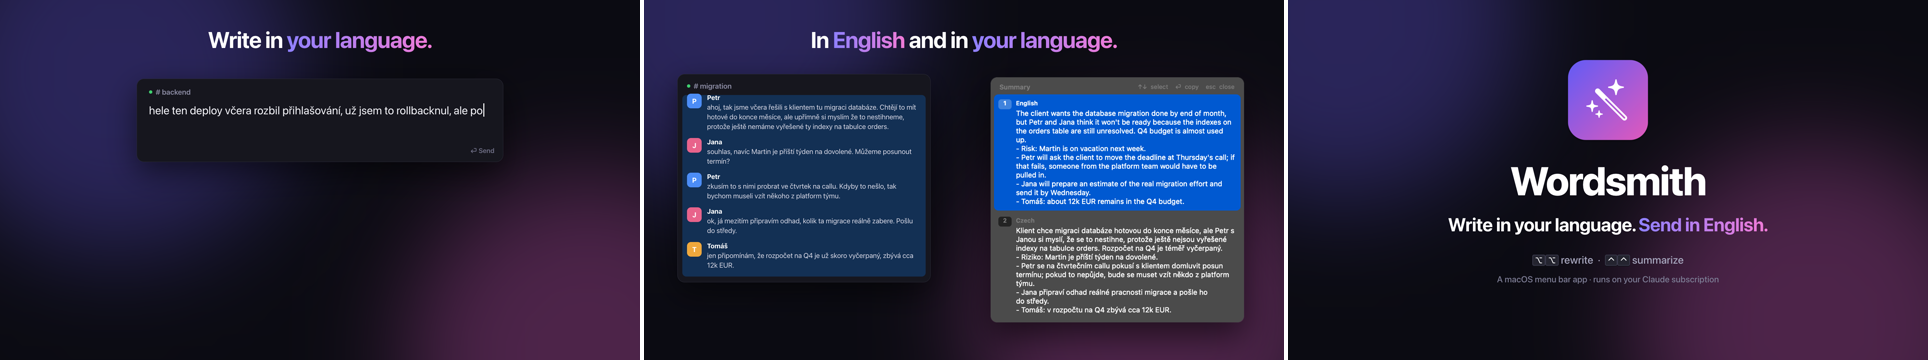 Write in your language.
# backend
hele ten deploy včera rozbil přihlašování, už jsem to rollbacknul, ale po
⏎ Send
In English and in your language.
# migration
P
Petr
ahoj, tak jsme včera řešili s klientem tu migraci databáze. Chtějí to mít
hotové do konce měsíce, ale upřímně si myslím že to nestihneme,
protože ještě nemáme vyřešené ty indexy na tabulce orders.
J
Jana
souhlas, navíc Martin je příští týden na dovolené. Můžeme posunout
termín?
P
Petr
zkusím to s nimi probrat ve čtvrtek na callu. Kdyby to nešlo, tak
bychom museli vzít někoho z platform týmu.
J
Jana
ok, já mezitím připravím odhad, kolik ta migrace reálně zabere. Pošlu
do středy.
T
Tomáš
jen připomínám, že rozpočet na Q4 je už skoro vyčerpaný, zbývá cca
12k EUR.
Summary
↑↓ select ⏎ copy esc close
1
English
The client wants the database migration done by end of month,
but Petr and Jana think it won't be ready because the indexes on
the orders table are still unresolved. Q4 budget is almost used
up.
- Risk: Martin is on vacation next week.
- Petr will ask the client to move the deadline at Thursday's call; if
that fails, someone from the platform team would have to be
pulled in.
- Jana will prepare an estimate of the real migration effort and
send it by Wednesday.
- Tomáš: about 12k EUR remains in the Q4 budget.
2
Czech
Klient chce migraci databáze hotovou do konce měsíce, ale Petr s
Janou si myslí, že se to nestihne, protože ještě nejsou vyřešené
indexy na tabulce orders. Rozpočet na Q4 je téměř vyčerpaný.
- Riziko: Martin je příští týden na dovolené.
- Petr se na čtvrtečním callu pokusí s klientem domluvit posun
termínu; pokud to nepůjde, bude se muset vzít někdo z platform
týmu.
- Jana připraví odhad reálné pracnosti migrace a pošle ho
do středy.
- Tomáš: v rozpočtu na Q4 zbývá cca 12k EUR.
Wordsmith
Write in your language. Send in English.
⌥ ⌥ rewrite · ^ ^ summarize
A macOS menu bar app · runs on your Claude subscription